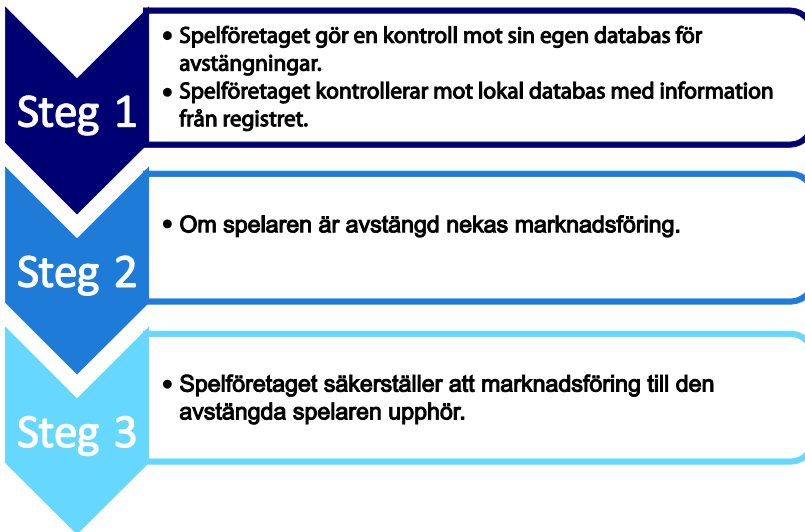 Steg 1
• Spelföretaget gör en kontroll mot sin egen databas för
avstängningar.
• Spelföretaget kontrollerar mot lokal databas med information
från registret.
Steg 2
• Om spelaren är avstängd nekas marknadsföring.
Steg 3
• Spelföretaget säkerställer att marknadsföring till den
avstängda spelaren upphör.